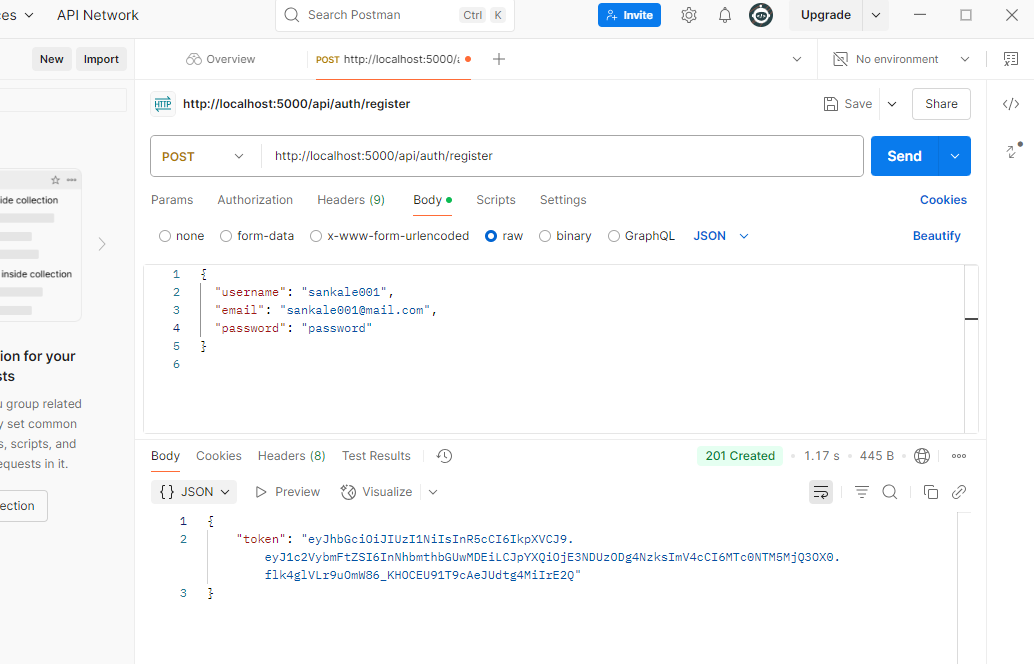 ces
API Network
Search Postman
Ctrl K
Invite
Upgrade
New
Import
Overview
POST http://localhost:5000/a
No environment
HTTP
http://localhost:5000/api/auth/register
Save
Share
POST
http://localhost:5000/api/auth/register
Send
Params
Authorization
Headers (9)
Body
Scripts
Settings
Cookies
none
form-data
x-www-form-urlencoded
raw
binary
GraphQL
JSON
Beautify
ide collection
inside collection
ion for your
sts
u group related
y set common
s, scripts, and
equests in it.
ection
1 {
2 "username": "sankale001",
3 "email": "sankale001@mail.com",
4 "password": "password"
5 }
6
Body
Cookies
Headers (8)
Test Results
201 Created
1.17 s
445 B
{} JSON
Preview
Visualize
1 {
2 "token": "eyJhbGciOiJIUzI1NiIsInR5cCI6IkpXVCJ9.
eyJ1c2VybmFtZSI6InNhbmthbGUwMDEiLCJpYXQiOjE3NDUzODg4NzksImV4cCI6MTc0NTM5MjQ3OX0.
flk4glVLr9uOmW86_KHOCEU91T9cAeJUdtg4MiIrE2Q"
3 }